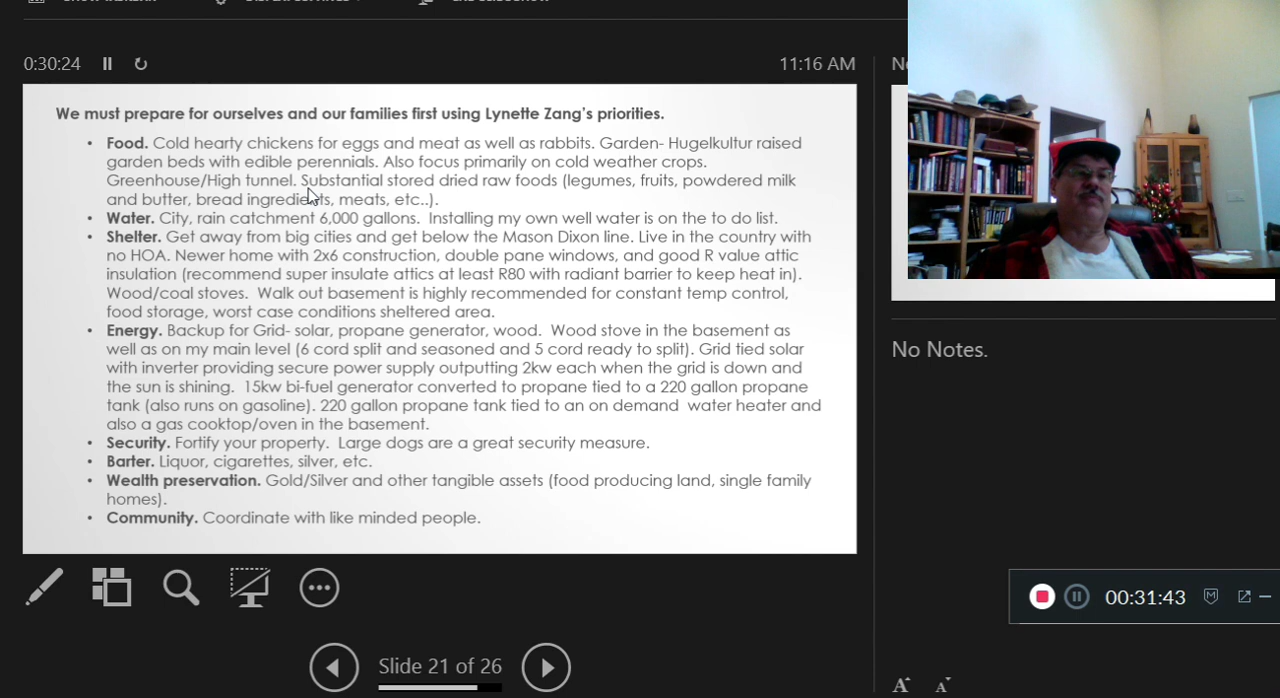 0:30:24
11:16 AM
We must prepare for ourselves and our families first using Lynette Zang's priorities.
• Food. Cold hearty chickens for eggs and meat as well as rabbits. Garden- Hugelkultur raised
garden beds with edible perennials. Also focus primarily on cold weather crops.
Greenhouse/High tunnel. Substantial stored dried raw foods (legumes, fruits, powdered milk
and butter, bread ingredients, meats, etc..).
• Water. City, rain catchment 6,000 gallons. Installing my own well water is on the to do list.
• Shelter. Get away from big cities and get below the Mason Dixon line. Live in the country with
no HOA. Newer home with 2x6 construction, double pane windows, and good R value attic
insulation (recommend super insulate attics at least R80 with radiant barrier to keep heat in).
Wood/coal stoves. Walk out basement is highly recommended for constant temp control,
food storage, worst case conditions sheltered area.
• Energy. Backup for Grid- solar, propane generator, wood. Wood stove in the basement as
well as on my main level (6 cord split and seasoned and 5 cord ready to split). Grid tied solar
with inverter providing secure power supply outputting 2kw each when the grid is down and
the sun is shining. 15kw bi-fuel generator converted to propane tied to a 220 gallon propane
tank (also runs on gasoline). 220 gallon propane tank tied to an on demand water heater and
also a gas cooktop/oven in the basement.
• Security. Fortify your property. Large dogs are a great security measure.
• Barter. Liquor, cigarettes, silver, etc.
• Wealth preservation. Gold/Silver and other tangible assets (food producing land, single family
homes).
• Community. Coordinate with like minded people.
No Notes.
00:31:43
Slide 21 of 26
A A